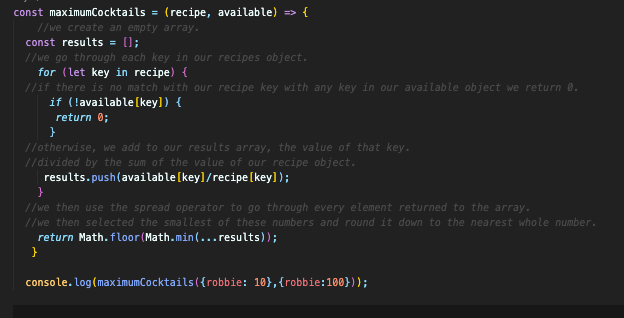 const maximumCocktails = (recipe, available) => {
//we create an empty array.
const results = [];
//we go through each key in our recipes object.
for (let key in recipe) {
//if there is no match with our recipe key with any key in our available object we return 0.
if (!available[key]) {
return 0;
}
//otherwise, we add to our results array, the value of that key.
//divided by the sum of the value of our recipe object.
results.push(available[key]/recipe[key]);
}
//we then use the spread operator to go through every element returned to the array.
//we then selected the smallest of these numbers and round it down to the nearest whole number.
return Math.floor(Math.min(...results));
}
console.log(maximumCocktails({robbie: 10},{robbie:100}));